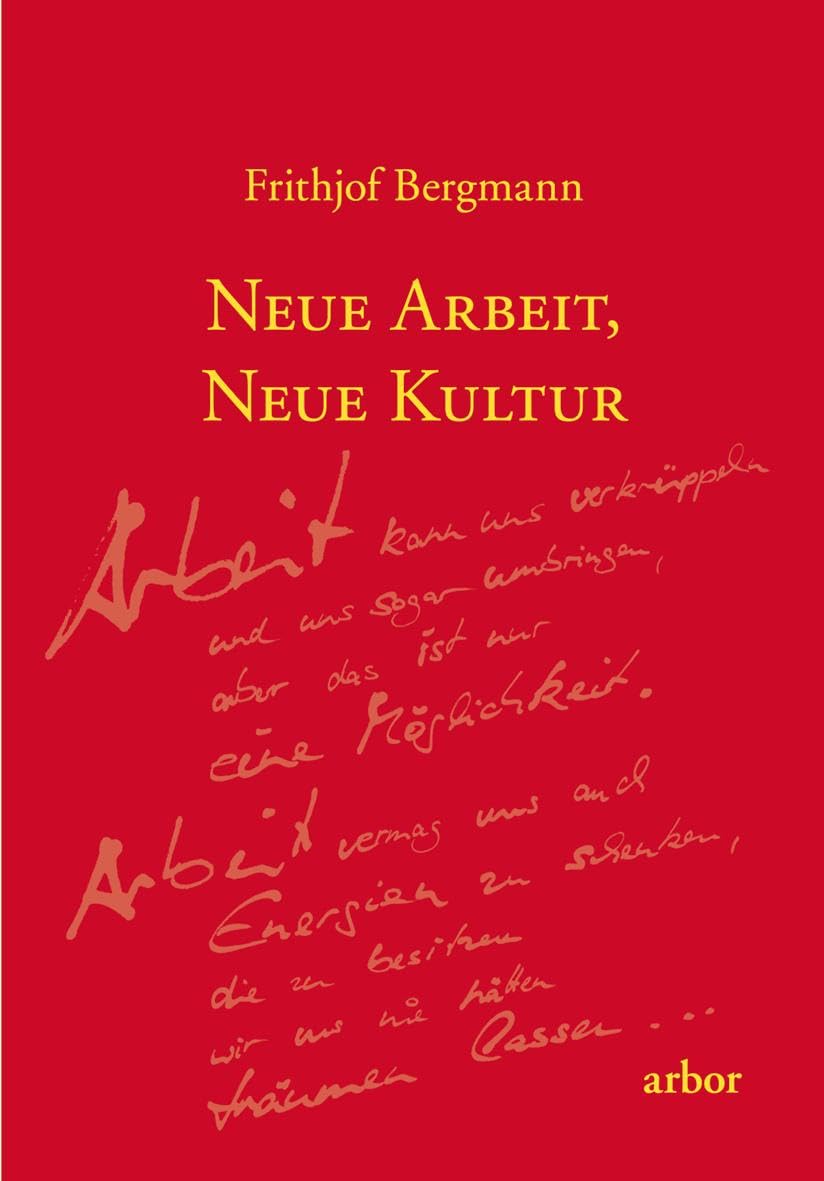 Frithjof Bergmann
NEUE ARBEIT,
NEUE KULTUR
Arbeit kann uns verkrüppeln
und uns sogar umbringen,
aber das ist nur
eine Möglichkeit.
Arbeit vermag uns auch
Energien zu schenken,
die zu besitzen
wir uns nie hätten
träumen lassen ...
arbor